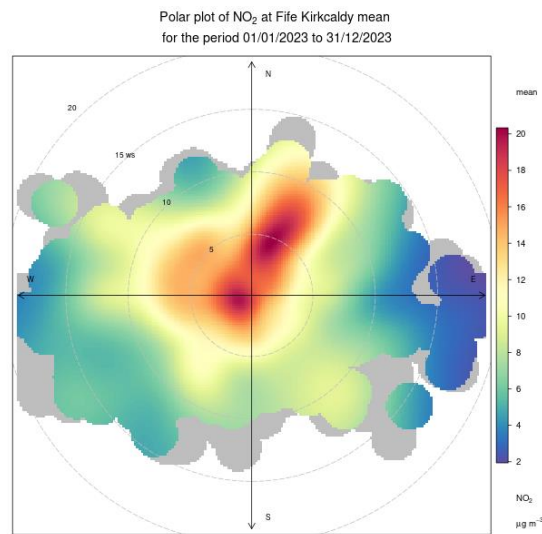 Polar plot of NO₂ at Fife Kirkcaldy mean
for the period 01/01/2023 to 31/12/2023
N
mean
20
20
15 ws
18
16
10
14
5
12
W
E
10
8
6
4
2
NO₂
S
µg m⁻³